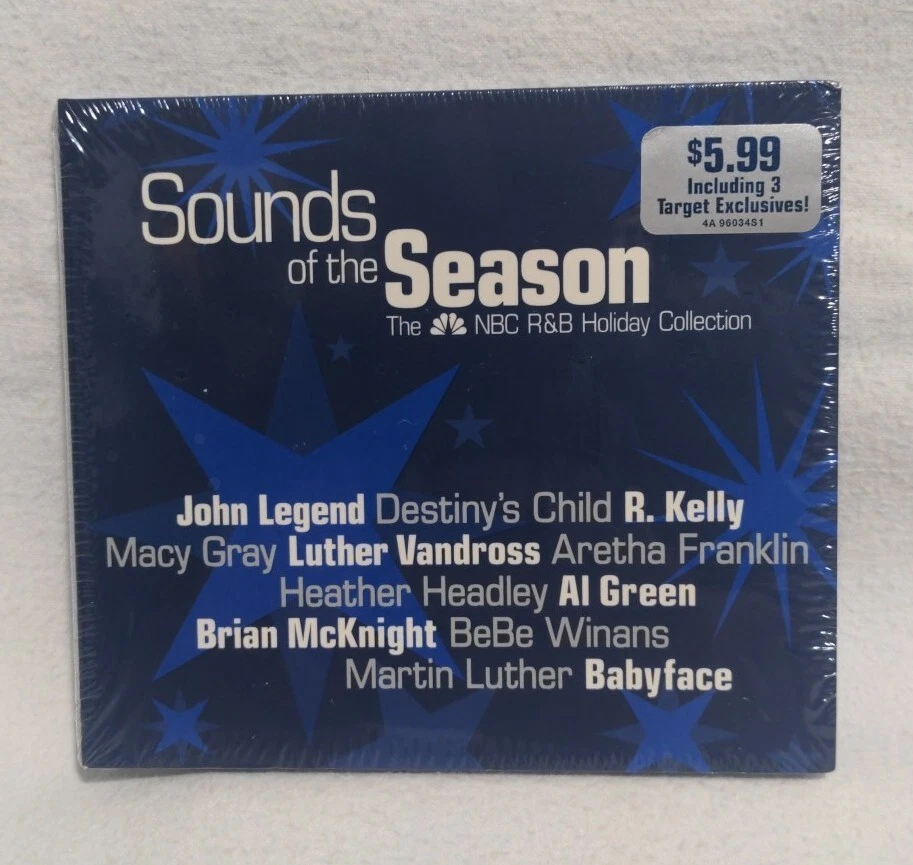 $5.99
Including 3
Target Exclusives!
4A 96034S1
Sounds
of the Season
The NBC R&B Holiday Collection
John Legend Destiny's Child R. Kelly
Macy Gray Luther Vandross Aretha Franklin
Heather Headley Al Green
Brian McKnight BeBe Winans
Martin Luther Babyface